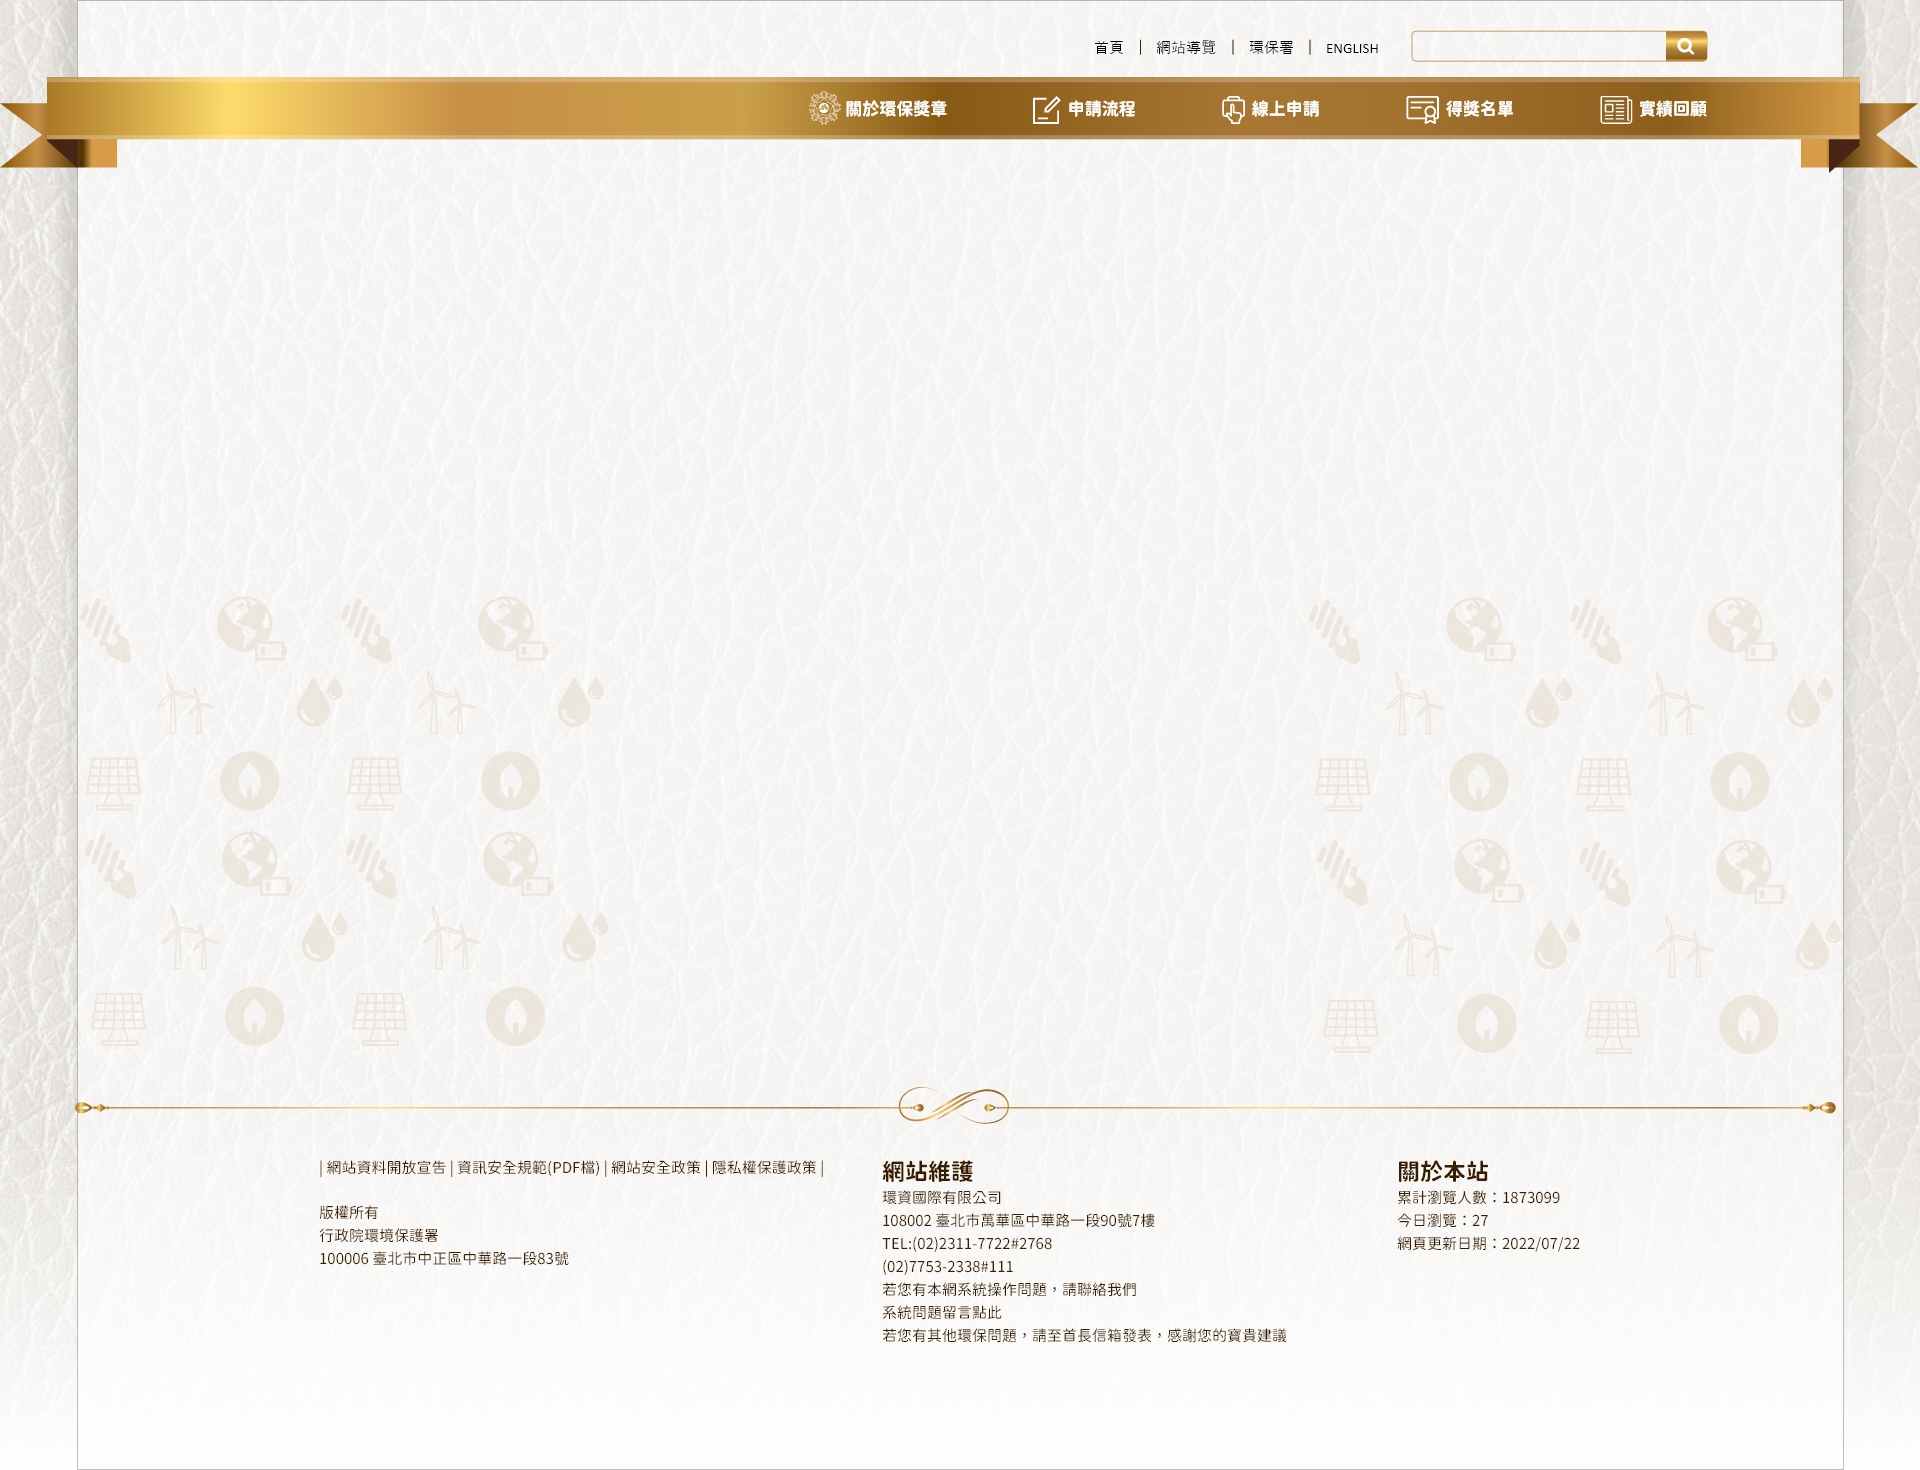 首頁 | 網站導覽 | 環保署 | ENGLISH
關於環保獎章 申請流程 線上申請 得獎名單 實績回顧
| 網站資料開放宣告 | 資訊安全規範(PDF檔) | 網站安全政策 | 隱私權保護政策 |
版權所有
行政院環境保護署
100006 臺北市中正區中華路一段83號
網站維護
環資國際有限公司
108002 臺北市萬華區中華路一段90號7樓
TEL:(02)2311-7722#2768
(02)7753-2338#111
若您有本網系統操作問題，請聯絡我們
系統問題留言點此
若您有其他環保問題，請至首長信箱發表，感謝您的寶貴建議
關於本站
累計瀏覽人數：1873099
今日瀏覽：27
網頁更新日期：2022/07/22